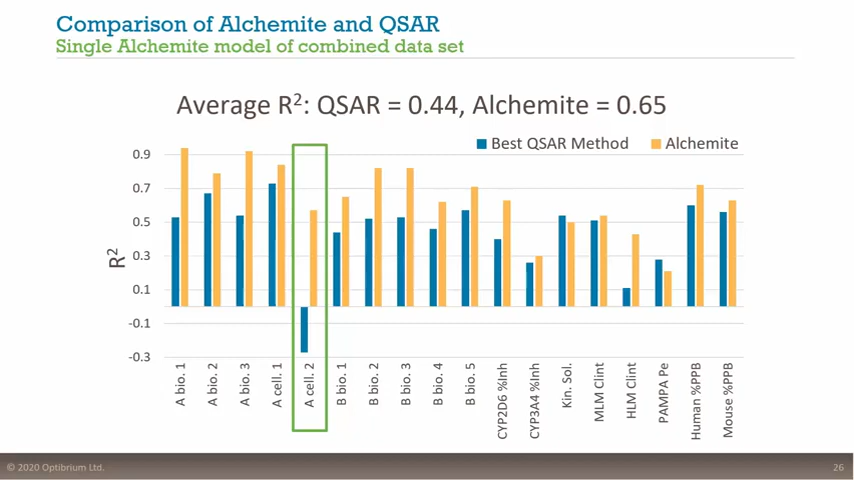 Comparison of Alchemite and QSAR
Single Alchemite model of combined data set
Average R²: QSAR = 0.44, Alchemite = 0.65
Best QSAR Method
Alchemite
R²
0.9
0.7
0.5
0.3
0.1
-0.1
-0.3
A bio. 1
A bio. 2
A bio. 3
A cell. 1
A cell. 2
B bio. 1
B bio. 2
B bio. 3
B bio. 4
B bio. 5
CYP2D6 %Inh
CYP3A4 %Inh
Kin. Sol.
MLM Clint
HLM Clint
PAMPA Pe
Human %PPB
Mouse %PPB
© 2020 Optibrium Ltd.
26